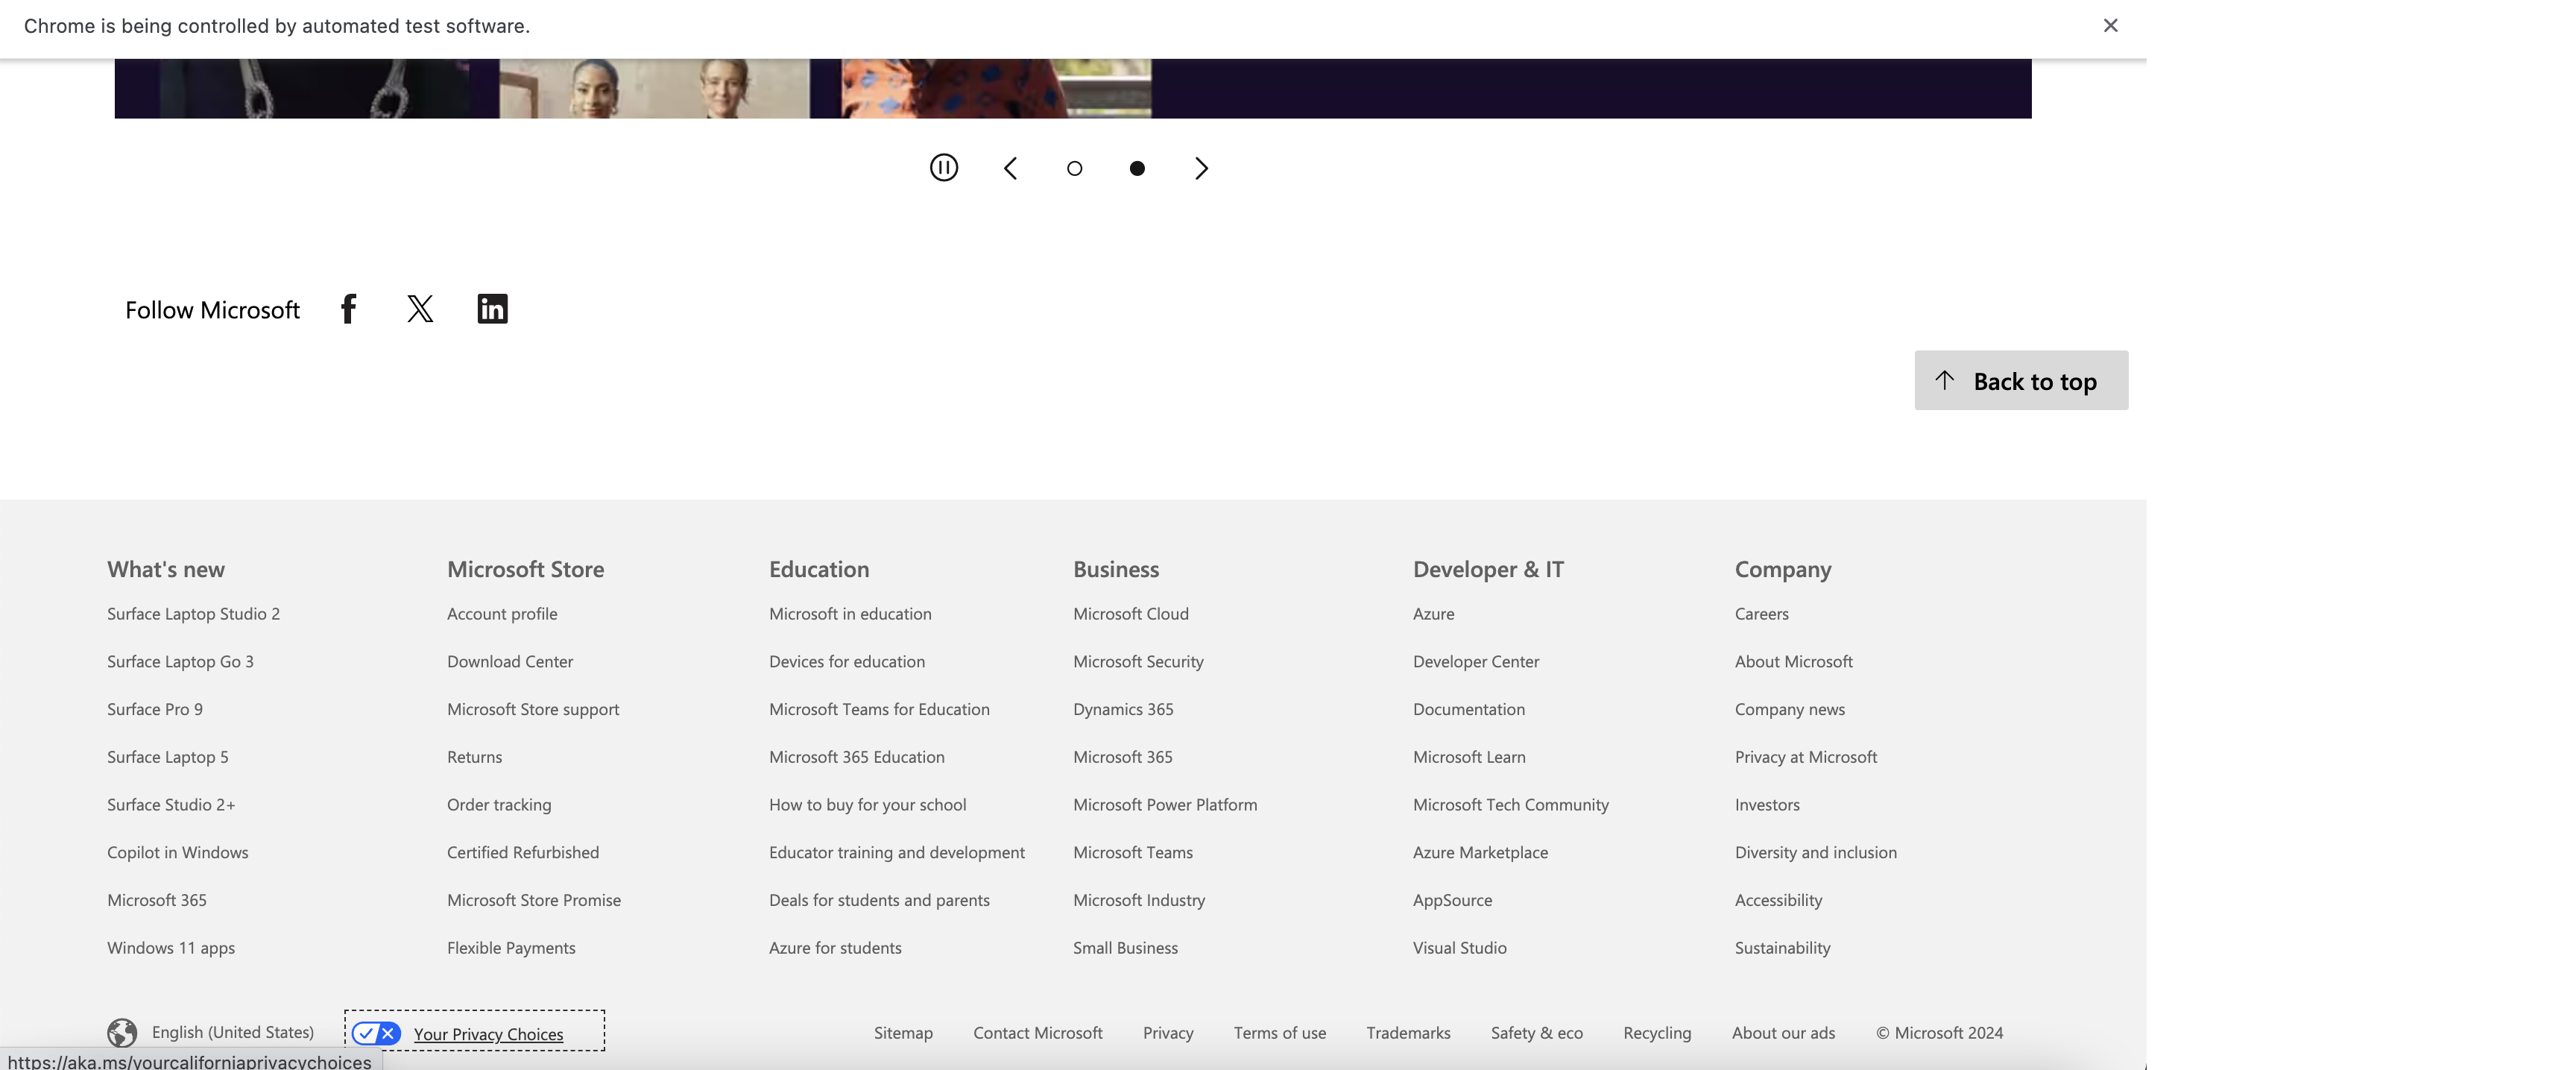 Chrome is being controlled by automated test software.
Follow Microsoft
Back to top
What's new
Surface Laptop Studio 2
Surface Laptop Go 3
Surface Pro 9
Surface Laptop 5
Surface Studio 2+
Copilot in Windows
Microsoft 365
Windows 11 apps
Microsoft Store
Account profile
Download Center
Microsoft Store support
Returns
Order tracking
Certified Refurbished
Microsoft Store Promise
Flexible Payments
Education
Microsoft in education
Devices for education
Microsoft Teams for Education
Microsoft 365 Education
How to buy for your school
Educator training and development
Deals for students and parents
Azure for students
Business
Microsoft Cloud
Microsoft Security
Dynamics 365
Microsoft 365
Microsoft Power Platform
Microsoft Teams
Microsoft Industry
Small Business
Developer & IT
Azure
Developer Center
Documentation
Microsoft Learn
Microsoft Tech Community
Azure Marketplace
AppSource
Visual Studio
Company
Careers
About Microsoft
Company news
Privacy at Microsoft
Investors
Diversity and inclusion
Accessibility
Sustainability
English (United States) Your Privacy Choices Sitemap Contact Microsoft Privacy Terms of use Trademarks Safety & eco Recycling About our ads © Microsoft 2024
https://aka.ms/yourcaliforniaprivacychoices